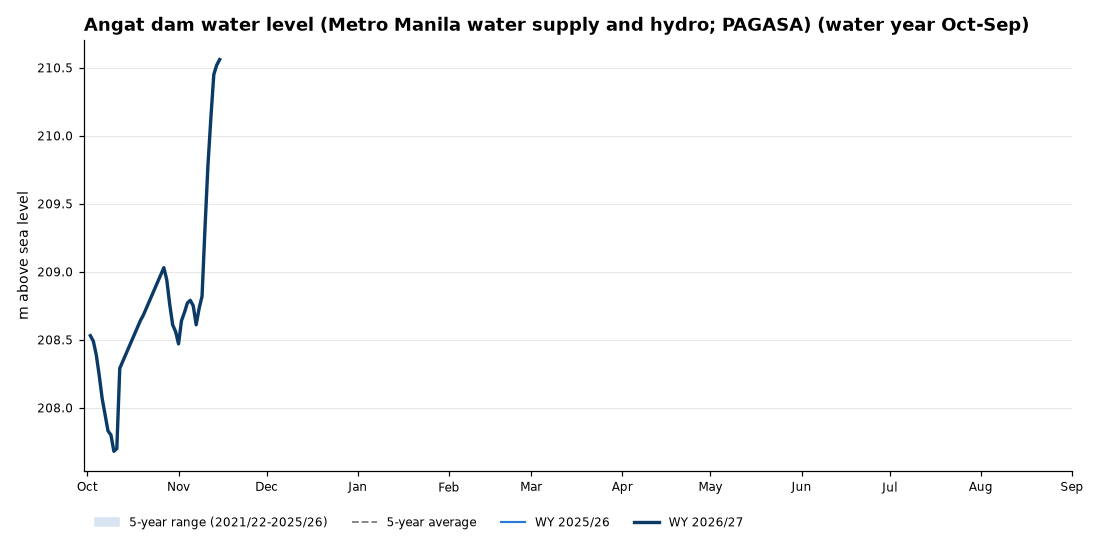 Angat dam water level (Metro Manila water supply and hydro; PAGASA) (water year Oct-Sep)
m above sea level
210.5
210.0
209.5
209.0
208.5
208.0
Oct Nov Dec Jan Feb Mar Apr May Jun Jul Aug Sep
5-year range (2021/22-2025/26) 5-year average WY 2025/26 WY 2026/27